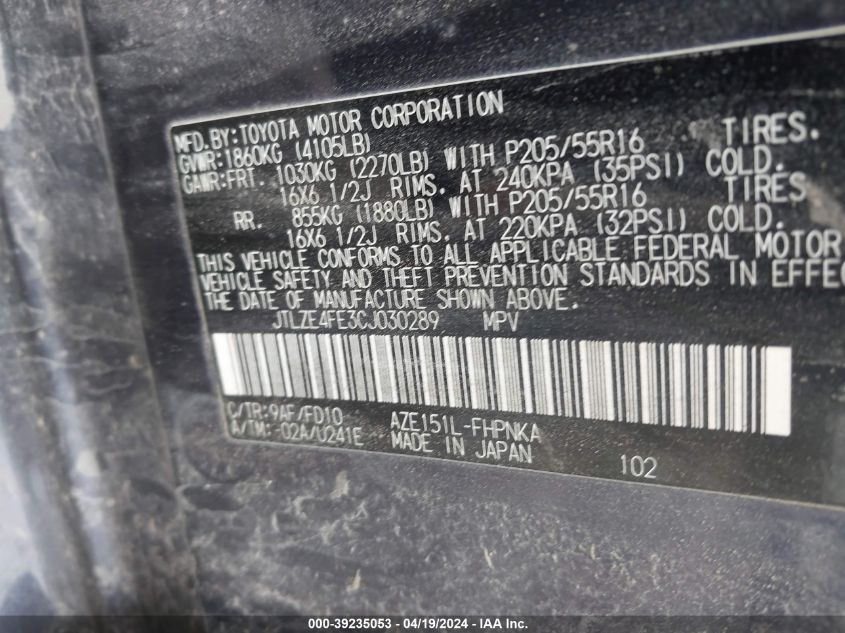 MFD.BY:TOYOTA MOTOR CORPORATION
GVWR:1860KG (4105LB)
GAWR:FRT. 1030KG (2270LB) WITH P205/55R16 TIRES.
16X6 1/2J RIMS. AT 240KPA (35PSI) COLD.
RR. 855KG (1880LB) WITH P205/55R16 TIRES
16X6 1/2J RIMS. AT 220KPA (32PSI) COLD.
THIS VEHICLE CONFORMS TO ALL APPLICABLE FEDERAL MOTOR
VEHICLE SAFETY AND THEFT PREVENTION STANDARDS IN EFFEC
THE DATE OF MANUFACTURE SHOWN ABOVE.
JTLZE4FE3CJ030289 MPV
C/TR:9AF/FD10 AZE151L-FHPNKA
A/TM:-02A/U241E MADE IN JAPAN 102
000-39235053 - 04/19/2024 - IAA Inc.